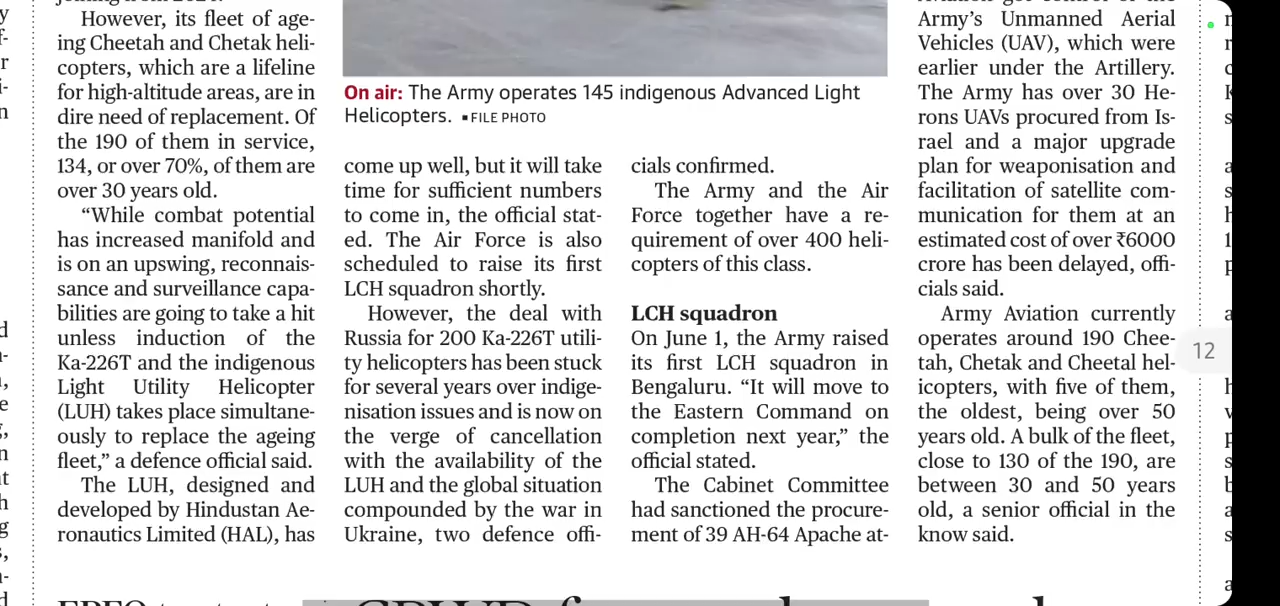 However, its fleet of age-
ing Cheetah and Chetak heli-
copters, which are a lifeline
for high-altitude areas, are in
dire need of replacement. Of
the 190 of them in service,
134, or over 70%, of them are
over 30 years old.
“While combat potential
has increased manifold and
is on an upswing, reconnais-
sance and surveillance capa-
bilities are going to take a hit
unless induction of the
Ka-226T and the indigenous
Light Utility Helicopter
(LUH) takes place simultane-
ously to replace the ageing
fleet,” a defence official said.
The LUH, designed and
developed by Hindustan Ae-
ronautics Limited (HAL), has
On air: The Army operates 145 indigenous Advanced Light
Helicopters. ▪FILE PHOTO
come up well, but it will take
time for sufficient numbers
to come in, the official stat-
ed. The Air Force is also
scheduled to raise its first
LCH squadron shortly.
However, the deal with
Russia for 200 Ka-226T utili-
ty helicopters has been stuck
for several years over indige-
nisation issues and is now on
the verge of cancellation
with the availability of the
LUH and the global situation
compounded by the war in
Ukraine, two defence offi-
cials confirmed.
The Army and the Air
Force together have a re-
quirement of over 400 heli-
copters of this class.
LCH squadron
On June 1, the Army raised
its first LCH squadron in
Bengaluru. “It will move to
the Eastern Command on
completion next year,” the
official stated.
The Cabinet Committee
had sanctioned the procure-
ment of 39 AH-64 Apache at-
Army’s Unmanned Aerial
Vehicles (UAV), which were
earlier under the Artillery.
The Army has over 30 He-
rons UAVs procured from Is-
rael and a major upgrade
plan for weaponisation and
facilitation of satellite com-
munication for them at an
estimated cost of over ₹6000
crore has been delayed, offi-
cials said.
Army Aviation currently
operates around 190 Chee-
tah, Chetak and Cheetal hel-
icopters, with five of them,
the oldest, being over 50
years old. A bulk of the fleet,
close to 130 of the 190, are
between 30 and 50 years
old, a senior official in the
know said.
12